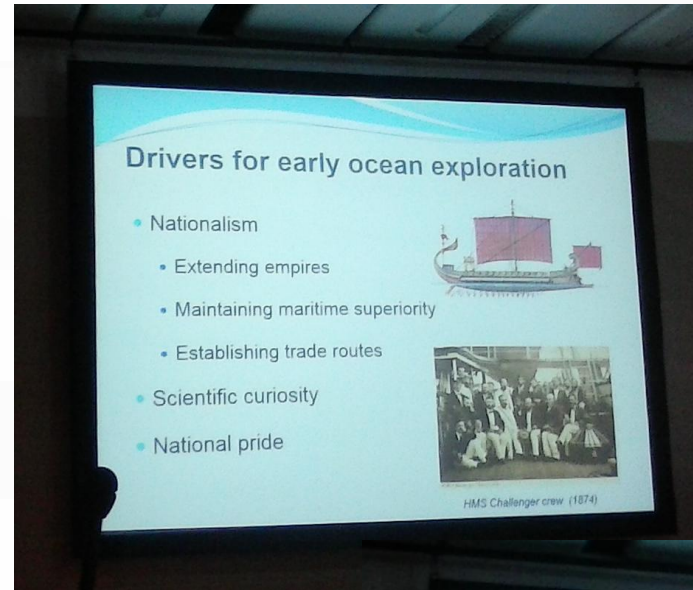 Drivers for early ocean exploration
• Nationalism
• Extending empires
• Maintaining maritime superiority
• Establishing trade routes
• Scientific curiosity
• National pride
HMS Challenger crew (1874)